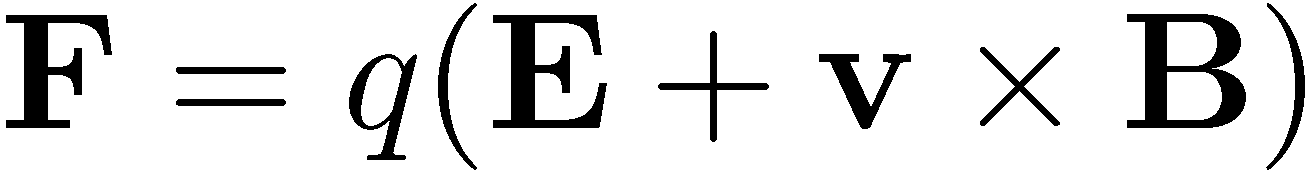 F = q(E + v × B)